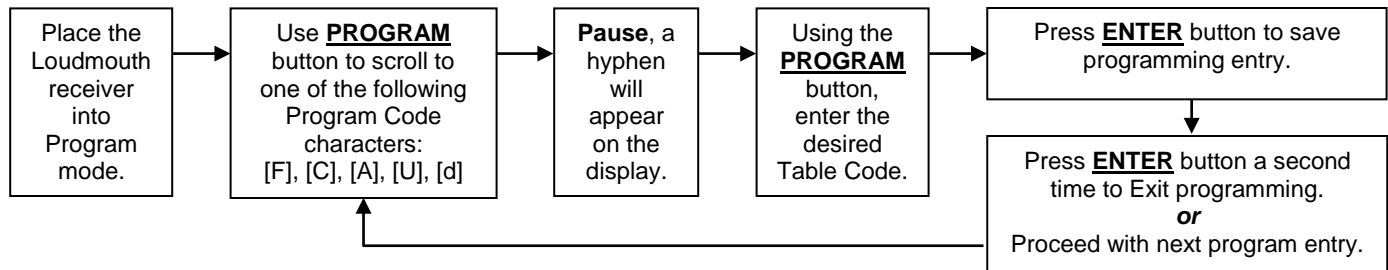 Place the
Loudmouth
receiver
into
Program
mode.
Use PROGRAM
button to scroll to
one of the following
Program Code
characters:
[F], [C], [A], [U], [d]
Pause, a
hyphen
will
appear
on the
display.
Using the
PROGRAM
button,
enter the
desired
Table Code.
Press ENTER button to save
programming entry.
Press ENTER button a second
time to Exit programming.
or
Proceed with next program entry.